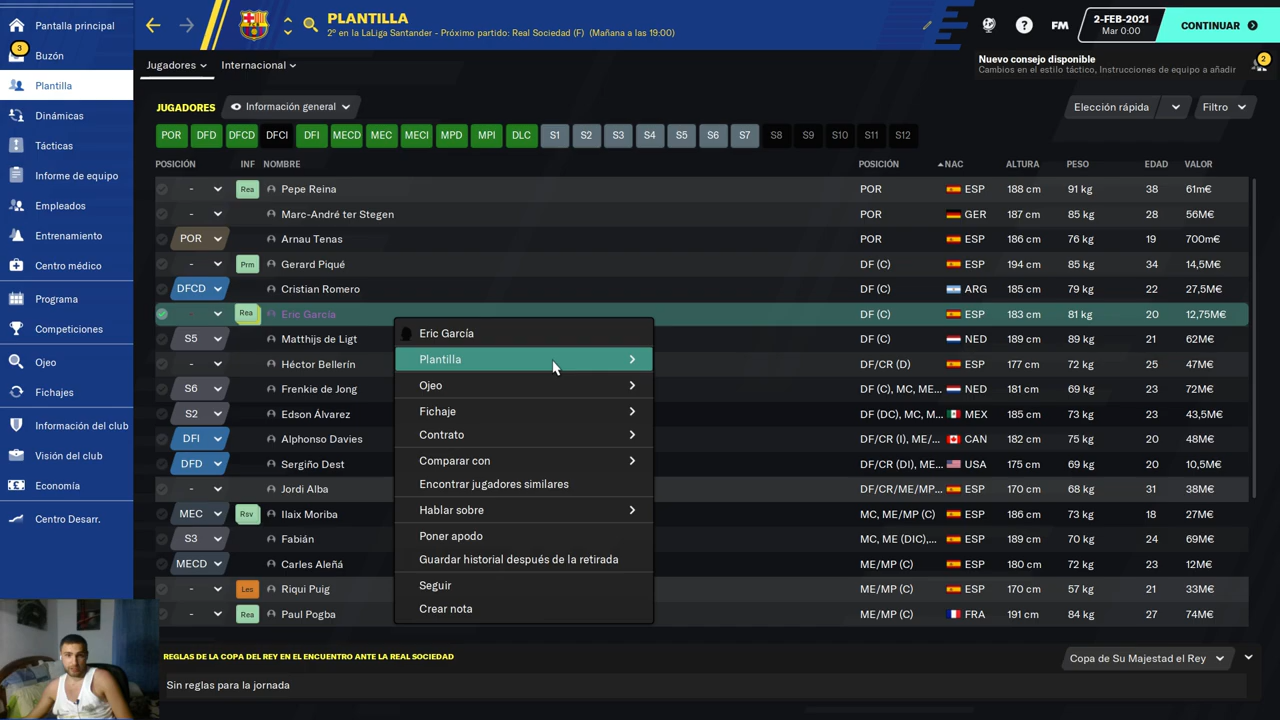 Pantalla principal
3
Buzón
Plantilla
Dinámicas
Tácticas
Informe de equipo
Empleados
Entrenamiento
Centro médico
Programa
Competiciones
Ojeo
Fichajes
Información del club
Visión del club
Economía
Centro Desarr.
PLANTILLA
2º en la LaLiga Santander - Próximo partido: Real Sociedad (F) (Mañana a las 19:00)
FM
2-FEB-2021
Mar 0:00
CONTINUAR
Jugadores
Internacional
Nuevo consejo disponible
Cambios en el estilo táctico, Instrucciones de equipo a añadir
2
JUGADORES
Información general
Elección rápida
Filtro
POR DFD DFCD DFCI DFI MECD MEC MECI MPD MPI DLC S1 S2 S3 S4 S5 S6 S7 S8 S9 S10 S11 S12
POSICIÓN INF NOMBRE POSICIÓN NAC ALTURA PESO EDAD VALOR
- Rea Pepe Reina POR ESP 188 cm 91 kg 38 61m€
- Marc-André ter Stegen POR GER 187 cm 85 kg 28 56M€
POR Arnau Tenas POR ESP 186 cm 76 kg 19 700m€
- Prm Gerard Piqué DF (C) ESP 194 cm 85 kg 34 14,5M€
DFCD Cristian Romero DF (C) ARG 185 cm 79 kg 22 27,5M€
- Rea Eric García DF (C) ESP 183 cm 81 kg 20 12,75M€
S5 Matthijs de Ligt DF (C) NED 189 cm 89 kg 21 62M€
- Héctor Bellerín DF/CR (D) ESP 177 cm 72 kg 25 47M€
S6 Frenkie de Jong DF (C), MC, ME... NED 181 cm 69 kg 23 72M€
S2 Edson Álvarez DF (DC), MC, M... MEX 185 cm 73 kg 23 43,5M€
DFI Alphonso Davies DF/CR (I), ME/... CAN 182 cm 75 kg 20 48M€
DFD Sergiño Dest DF/CR (DI), ME... USA 175 cm 69 kg 20 10,5M€
- Jordi Alba DF/CR/ME/MP... ESP 170 cm 68 kg 31 38M€
MEC Rsv Ilaix Moriba MC, ME/MP (C) ESP 186 cm 73 kg 18 27M€
S3 Fabián MC, ME (DIC),... ESP 189 cm 70 kg 24 69M€
MECD Carles Aleñá ME/MP (C) ESP 180 cm 72 kg 23 12M€
- Les Riqui Puig ME/MP (C) ESP 170 cm 57 kg 21 33M€
- Rea Paul Pogba ME/MP (C) FRA 191 cm 84 kg 27 74M€
Eric García
Plantilla
Ojeo
Fichaje
Contrato
Comparar con
Encontrar jugadores similares
Hablar sobre
Poner apodo
Guardar historial después de la retirada
Seguir
Crear nota
REGLAS DE LA COPA DEL REY EN EL ENCUENTRO ANTE LA REAL SOCIEDAD
Copa de Su Majestad el Rey
Sin reglas para la jornada